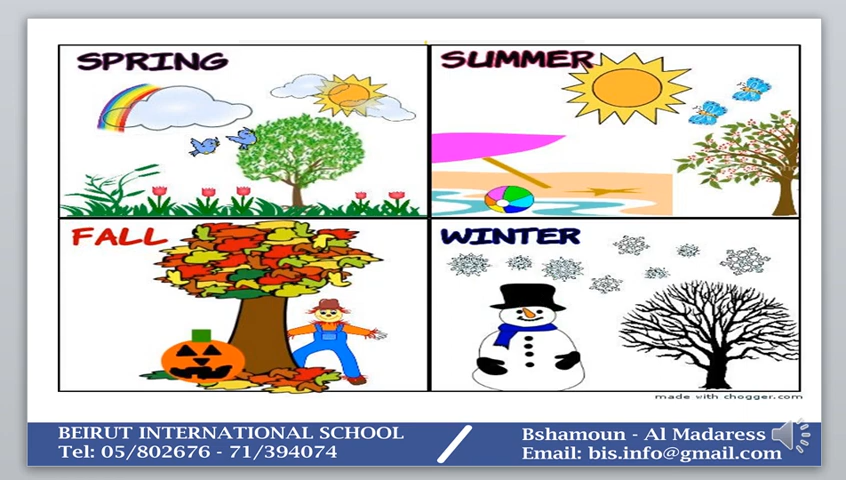 SPRING
SUMMER
FALL
WINTER
made with chogger.com
BEIRUT INTERNATIONAL SCHOOL
Tel: 05/802676 - 71/394074
Bshamoun - Al Madaress
Email: bis.info@gmail.com